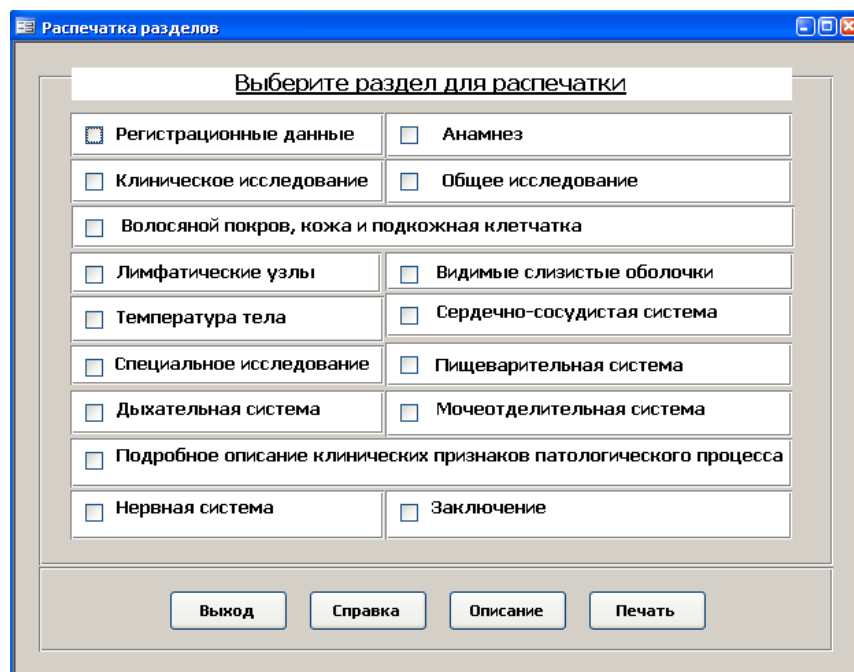 Распечатка разделов
Выберите раздел для распечатки
Регистрационные данные
Анамнез
Клиническое исследование
Общее исследование
Волосяной покров, кожа и подкожная клетчатка
Лимфатические узлы
Видимые слизистые оболочки
Температура тела
Сердечно-сосудистая система
Специальное исследование
Пищеварительная система
Дыхательная система
Мочеотделительная система
Подробное описание клинических признаков патологического процесса
Нервная система
Заключение
Выход
Справка
Описание
Печать